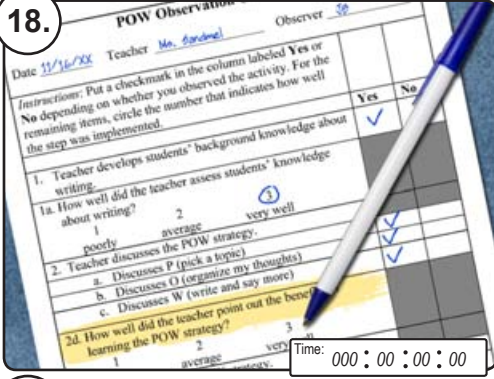 18.
POW Observation
Date 11/16/XX Teacher Ms. Sandmel Observer JB
Instructions: Put a checkmark in the column labeled Yes or
No depending on whether you observed the activity. For the
remaining items, circle the number that indicates how well
the step was implemented.
Yes No
1. Teacher develops students' background knowledge about
writing.
1a. How well did the teacher assess students' knowledge
about writing?
1 2 3
poorly average very well
2. Teacher discusses the POW strategy.
a. Discusses P (pick a topic)
b. Discusses O (organize my thoughts)
c. Discusses W (write and say more)
2d. How well did the teacher point out the
learning the POW strategy?
1 2 3
average very
Time: 000 : 00 : 00 : 00